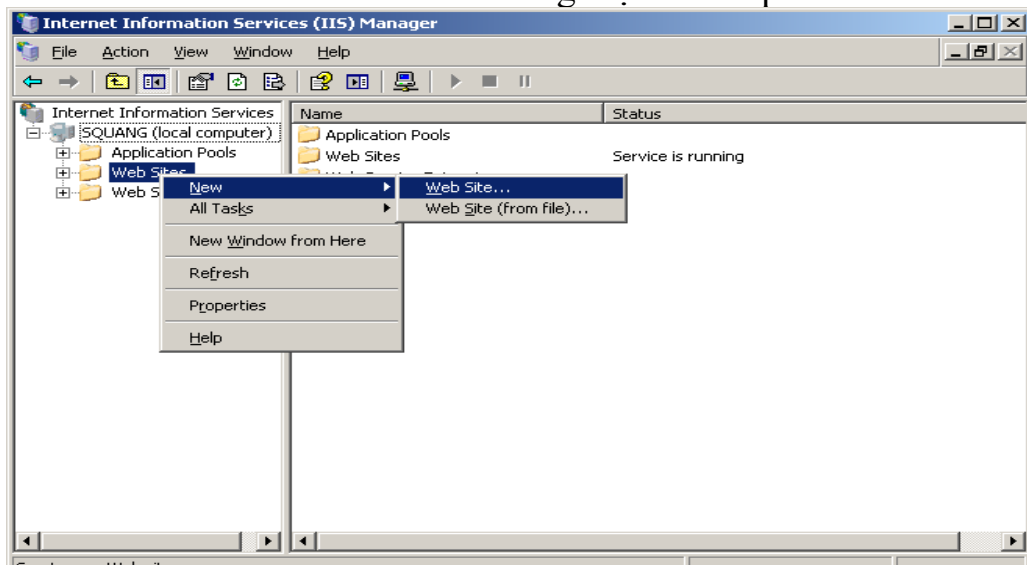 Internet Information Services (IIS) Manager
File Action View Window Help
Internet Information Services
Name Status
SQUANG (local computer)
Application Pools
Application Pools
Web Sites
Web Sites Service is running
Web S
New
Web Site...
All Tasks
Web Site (from file)...
New Window from Here
Refresh
Properties
Help